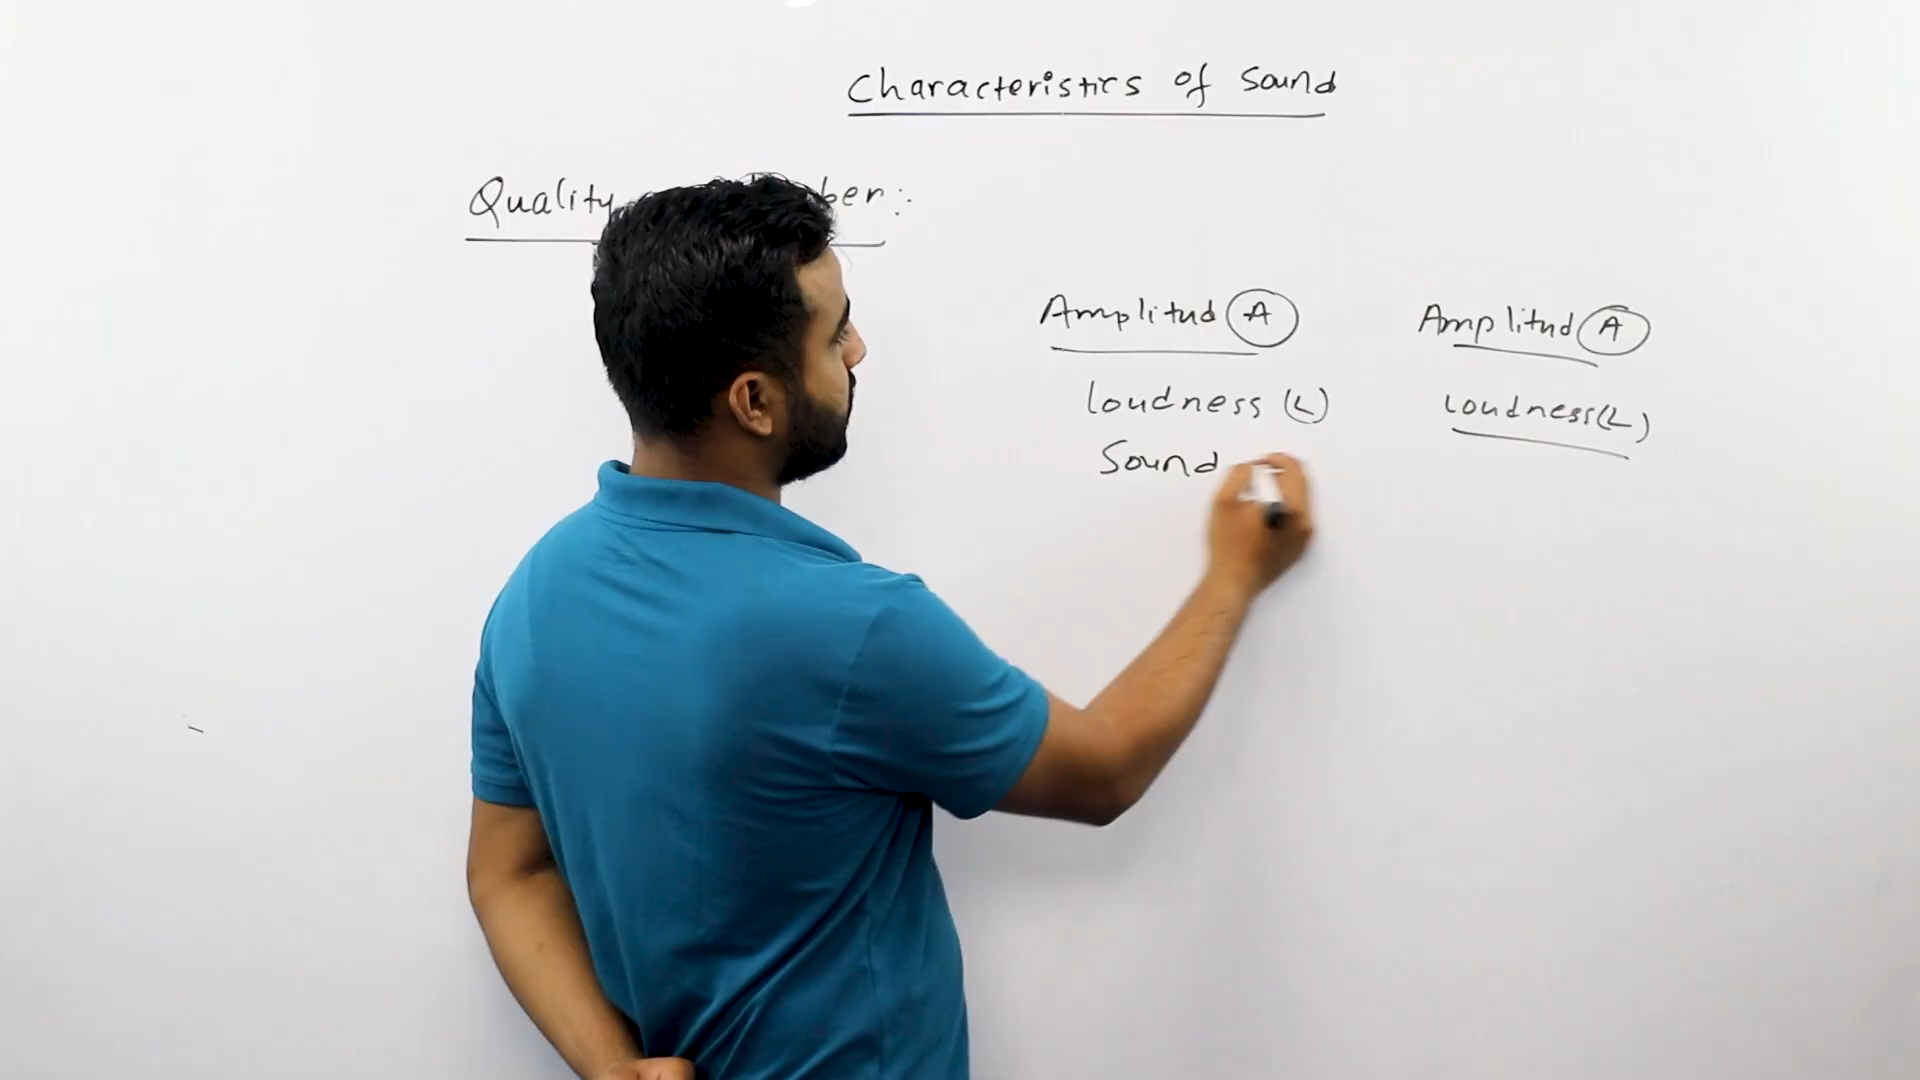 Characteristics of Sound
Quality
Amplitud A
Loudness (L)
Sound
Amplitud A
Loudness (L)